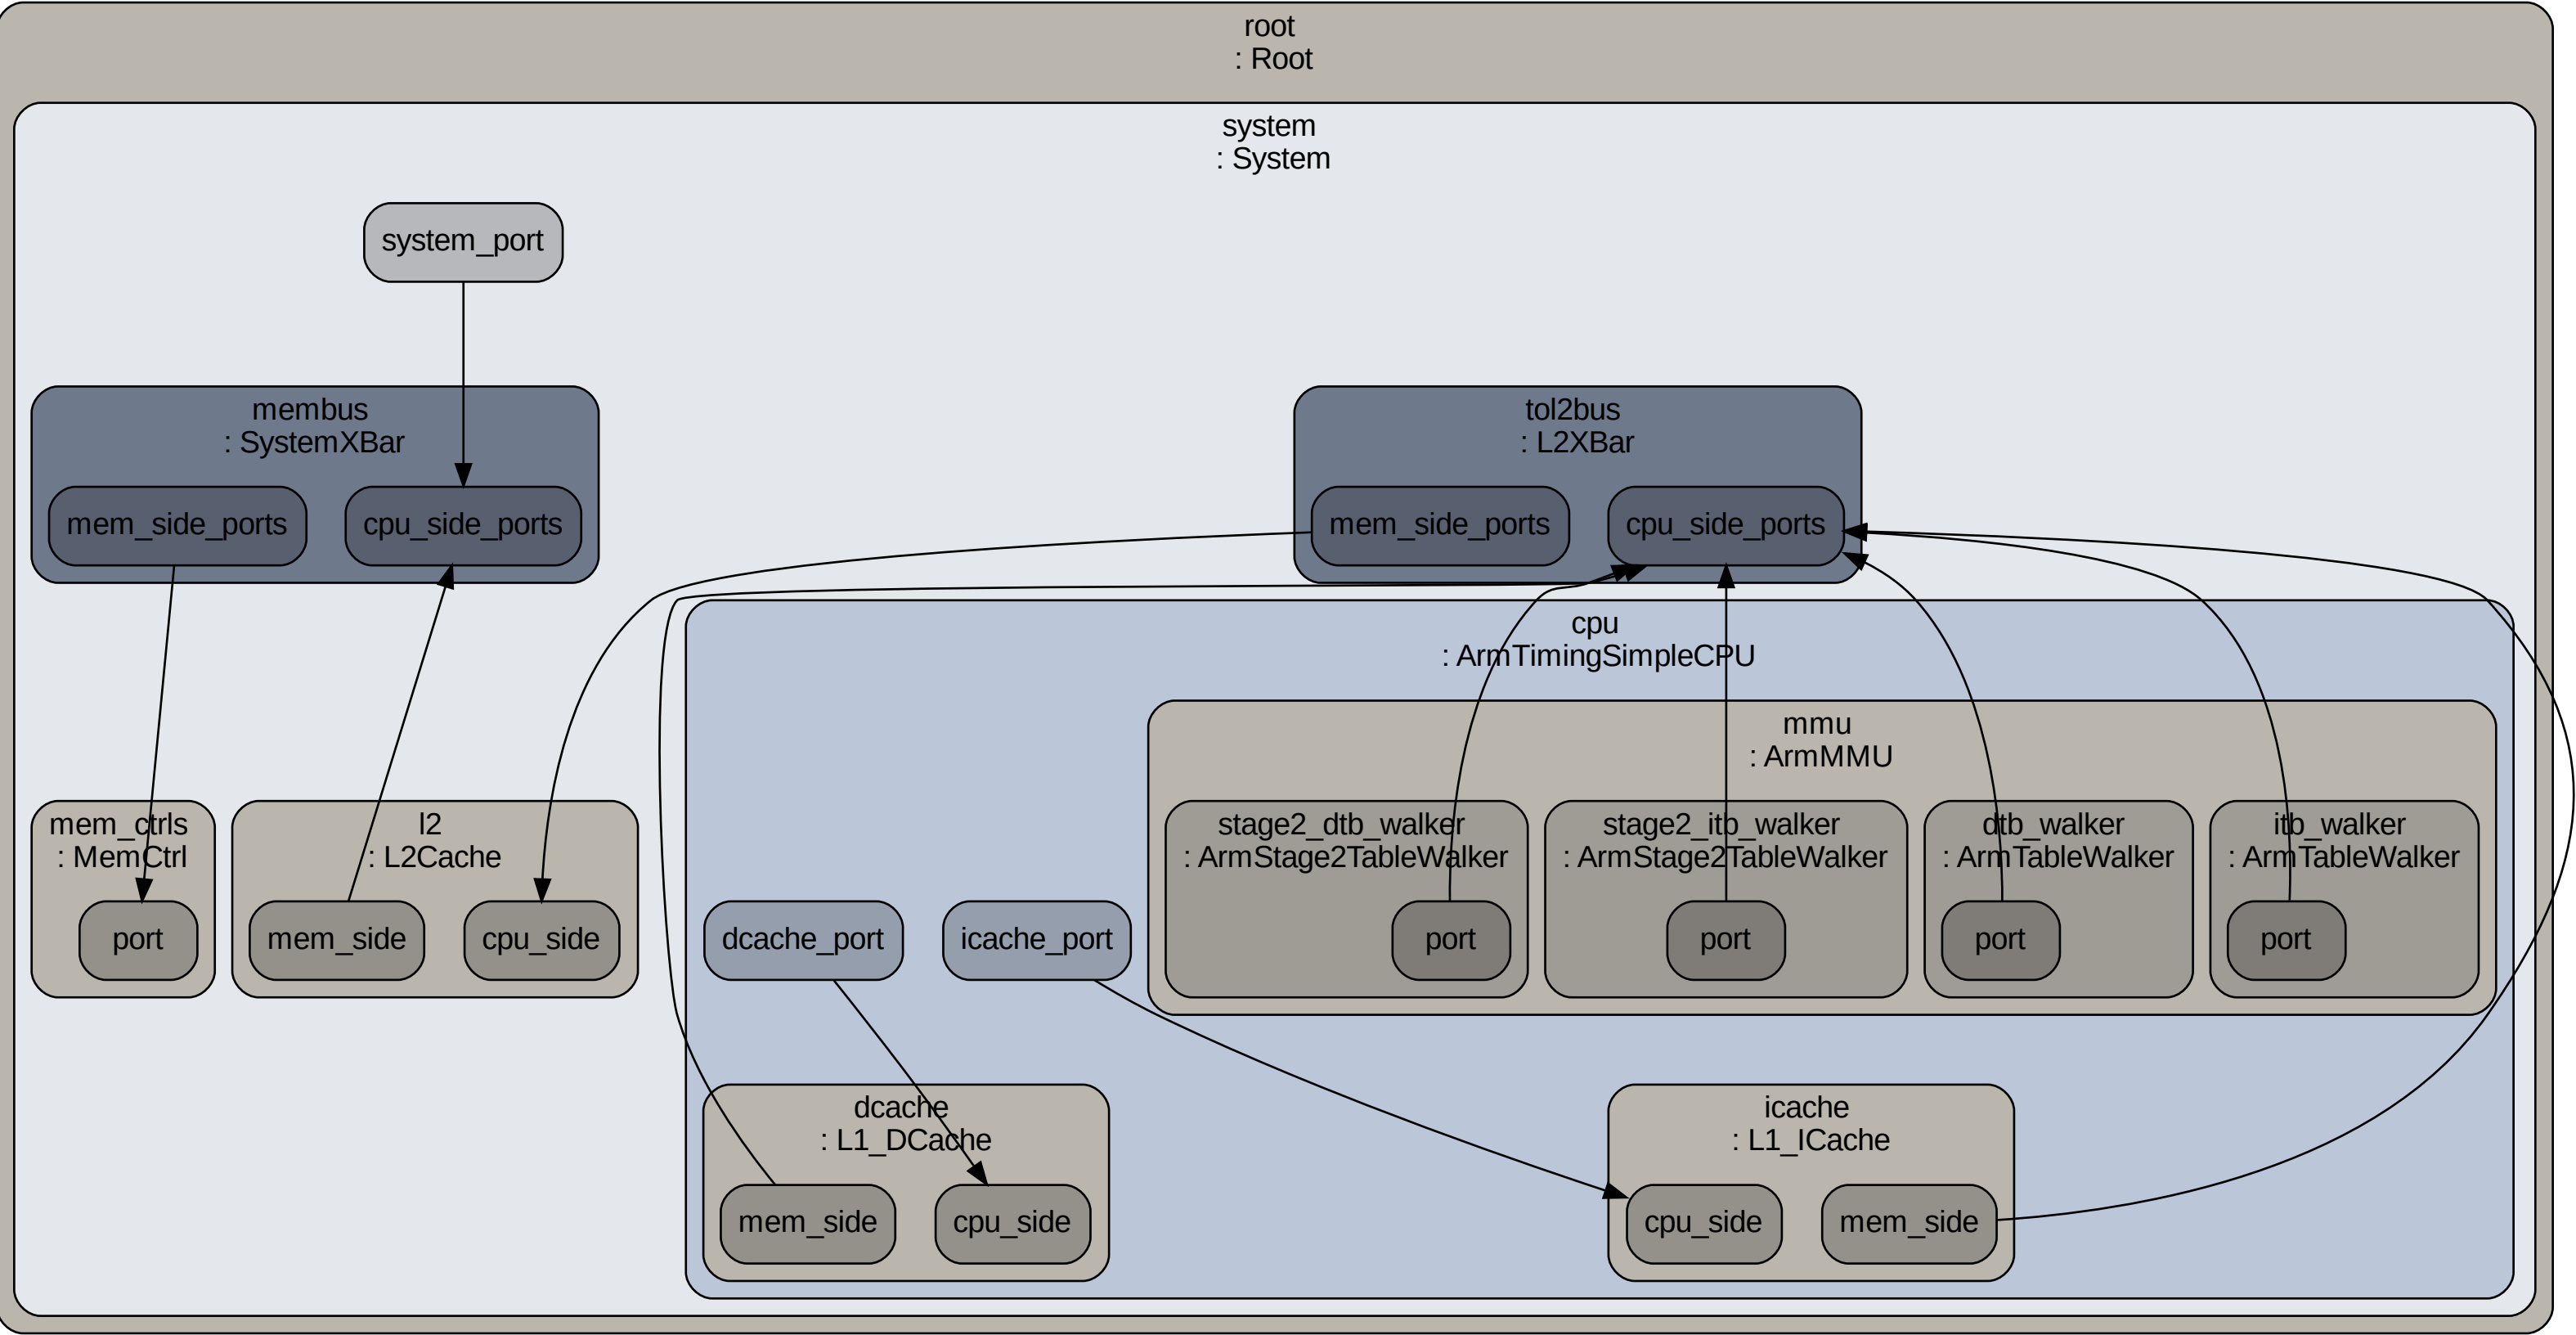 root
: Root
system
: System
system_port
membus
: SystemXBar
mem_side_ports
cpu_side_ports
tol2bus
: L2XBar
mem_side_ports
cpu_side_ports
cpu
: ArmTimingSimpleCPU
mmu
: ArmMMU
mem_ctrls
: MemCtrl
port
l2
: L2Cache
mem_side
cpu_side
dcache_port
icache_port
stage2_dtb_walker
: ArmStage2TableWalker
port
stage2_itb_walker
: ArmStage2TableWalker
port
dtb_walker
: ArmTableWalker
port
itb_walker
: ArmTableWalker
port
dcache
: L1_DCache
mem_side
cpu_side
icache
: L1_ICache
cpu_side
mem_side